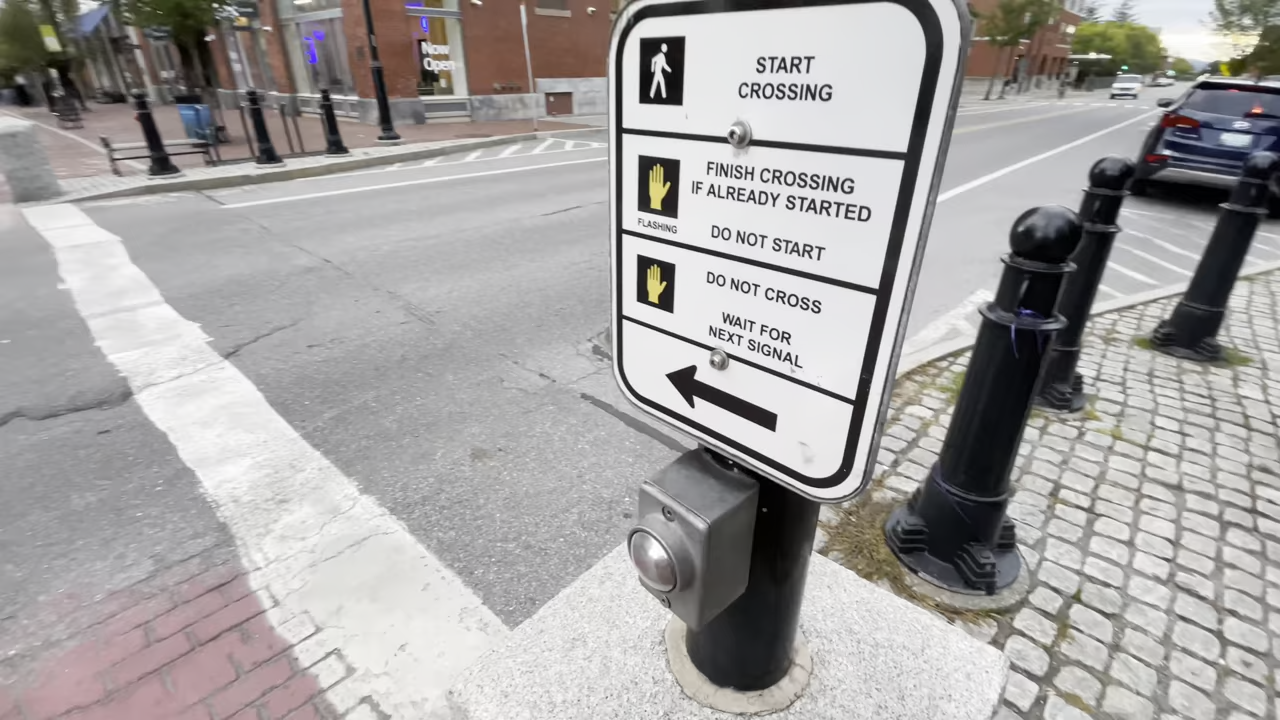 Now
Open
START
CROSSING
FINISH CROSSING
IF ALREADY STARTED
FLASHING
DO NOT START
DO NOT CROSS
WAIT FOR
NEXT SIGNAL